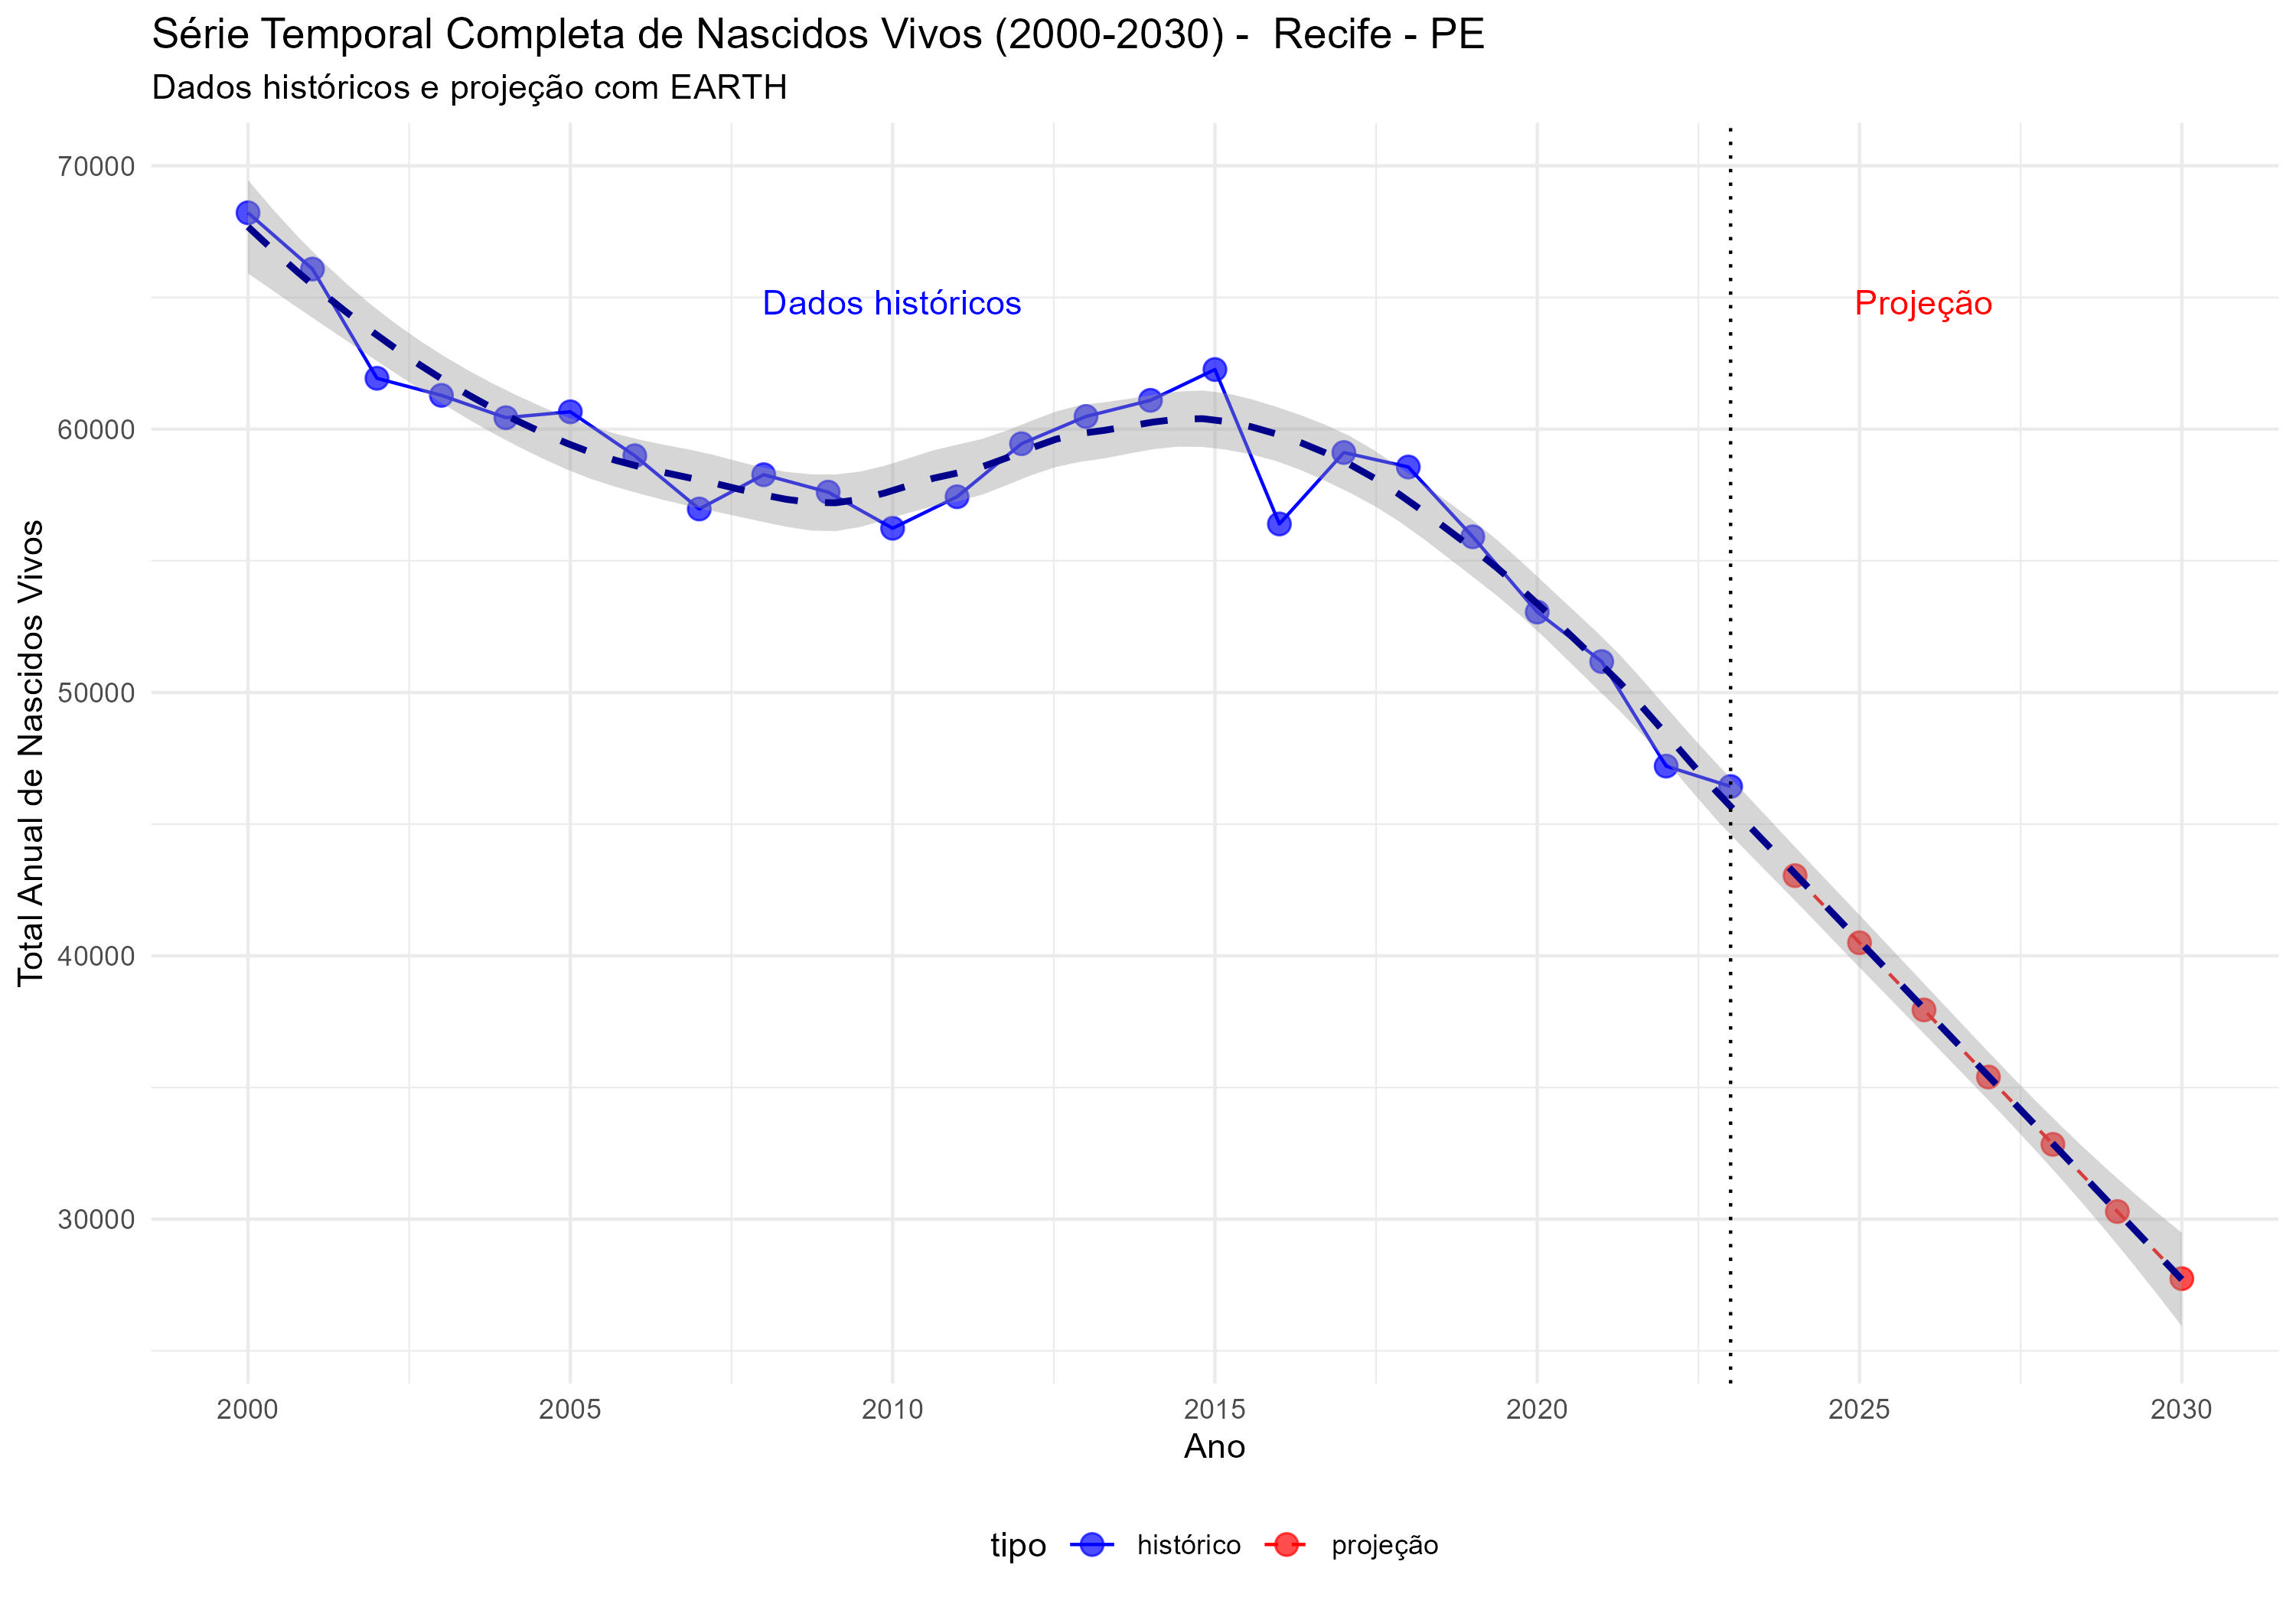 Série Temporal Completa de Nascidos Vivos (2000-2030) -  Recife - PE
Dados históricos e projeção com EARTH
Total Anual de Nascidos Vivos
70000
60000
50000
40000
30000
Dados históricos
Projeção
2000
2005
2010
2015
2020
2025
2030
Ano
tipo
histórico
projeção